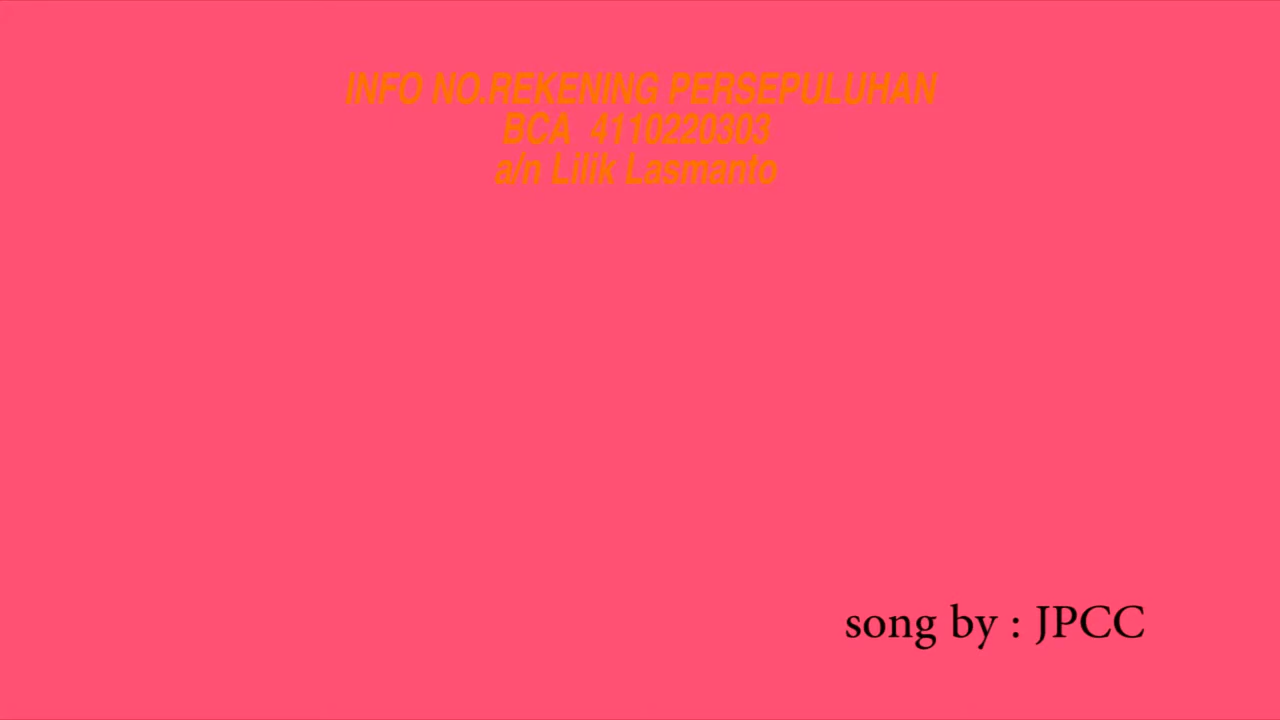 INFO NO.REKENING PERSEPULUHAN
BCA  4110220303
a/n Lilik Lasmanto
song by : JPCC